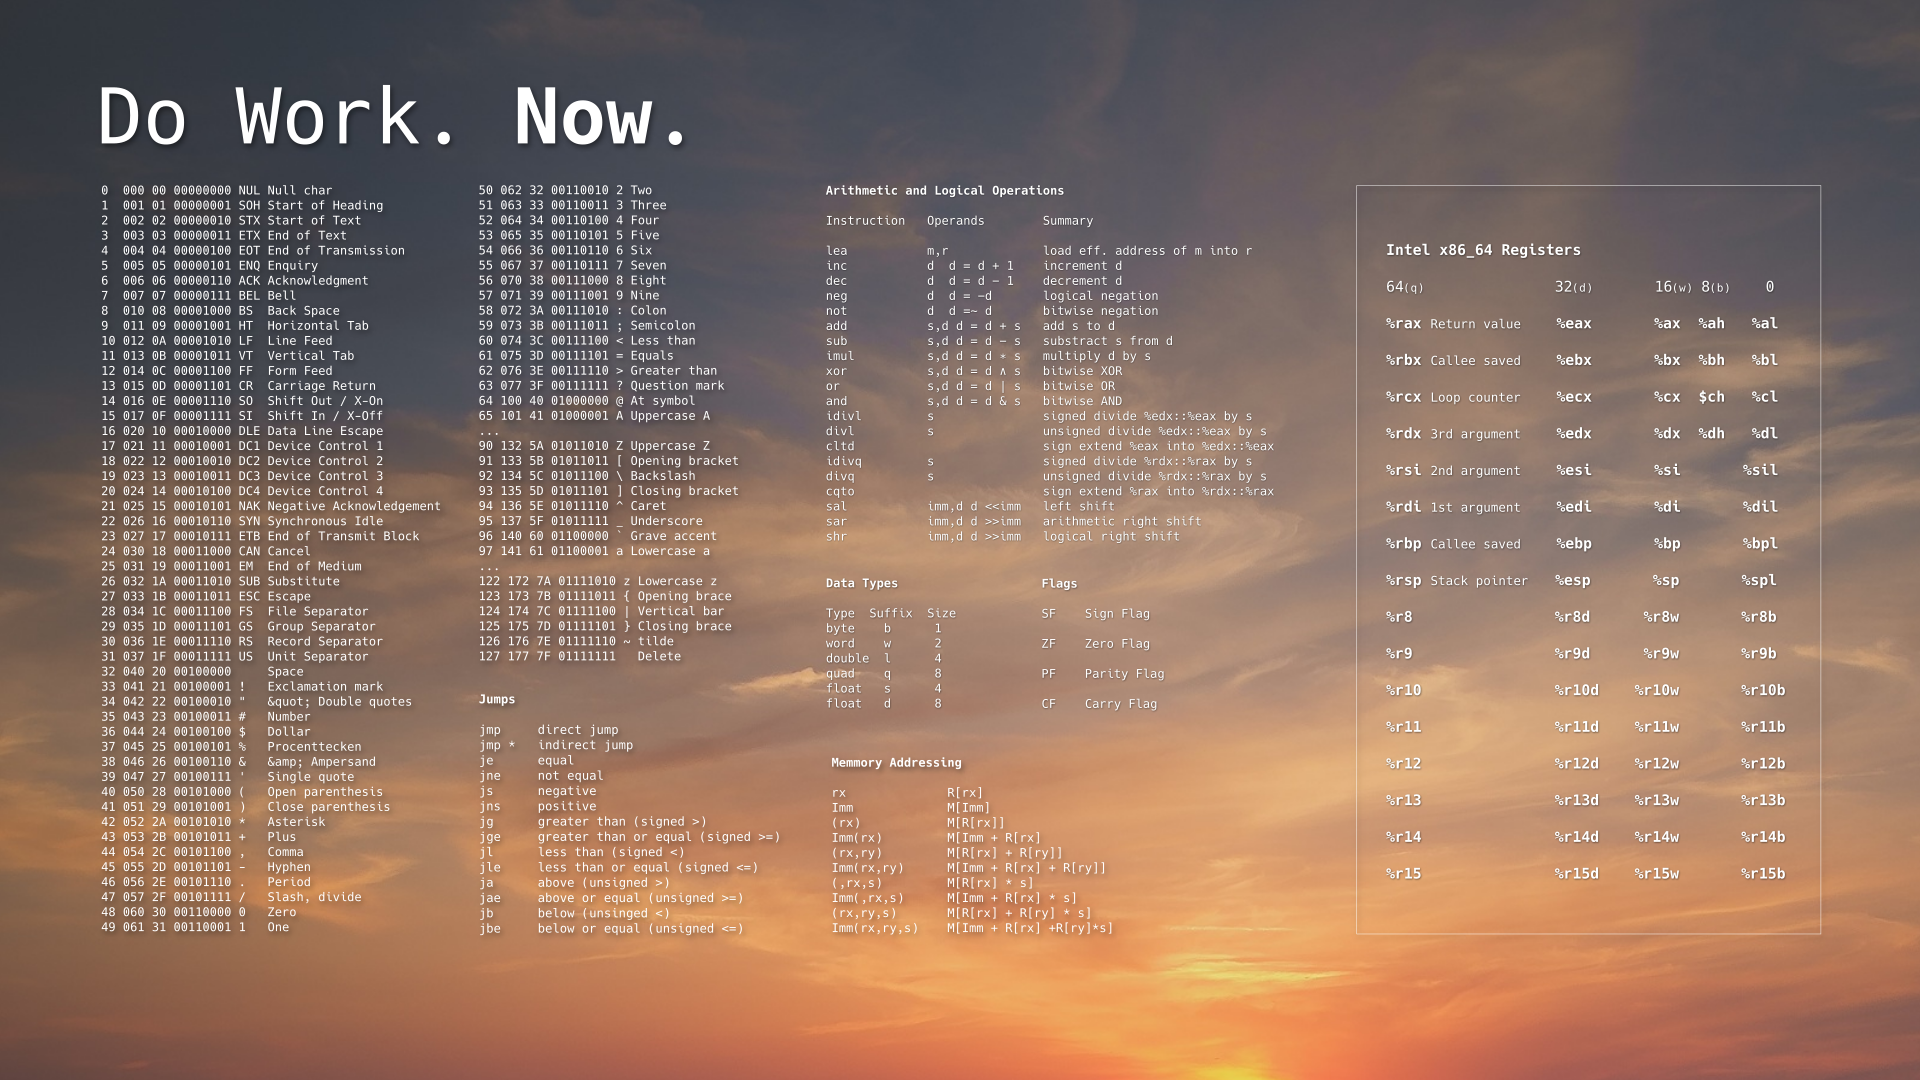 Do Work. Now.
0  000 00 00000000 NUL Null char
1  001 01 00000001 SOH Start of Heading
2  002 02 00000010 STX Start of Text
3  003 03 00000011 ETX End of Text
4  004 04 00000100 EOT End of Transmission
5  005 05 00000101 ENQ Enquiry
6  006 06 00000110 ACK Acknowledgment
7  007 07 00000111 BEL Bell
8  010 08 00001000 BS  Back Space
9  011 09 00001001 HT  Horizontal Tab
10 012 0A 00001010 LF  Line Feed
11 013 0B 00001011 VT  Vertical Tab
12 014 0C 00001100 FF  Form Feed
13 015 0D 00001101 CR  Carriage Return
14 016 0E 00001110 SO  Shift Out / X-On
15 017 0F 00001111 SI  Shift In / X-Off
16 020 10 00010000 DLE Data Line Escape
17 021 11 00010001 DC1 Device Control 1
18 022 12 00010010 DC2 Device Control 2
19 023 13 00010011 DC3 Device Control 3
20 024 14 00010100 DC4 Device Control 4
21 025 15 00010101 NAK Negative Acknowledgement
22 026 16 00010110 SYN Synchronous Idle
23 027 17 00010111 ETB End of Transmit Block
24 030 18 00011000 CAN Cancel
25 031 19 00011001 EM  End of Medium
26 032 1A 00011010 SUB Substitute
27 033 1B 00011011 ESC Escape
28 034 1C 00011100 FS  File Separator
29 035 1D 00011101 GS  Group Separator
30 036 1E 00011110 RS  Record Separator
31 037 1F 00011111 US  Unit Separator
32 040 20 00100000     Space
33 041 21 00100001 !   Exclamation mark
34 042 22 00100010 "   &quot; Double quotes
35 043 23 00100011 #   Number
36 044 24 00100100 $   Dollar
37 045 25 00100101 %   Procenttecken
38 046 26 00100110 &   &amp; Ampersand
39 047 27 00100111 '   Single quote
40 050 28 00101000 (   Open parenthesis
41 051 29 00101001 )   Close parenthesis
42 052 2A 00101010 *   Asterisk
43 053 2B 00101011 +   Plus
44 054 2C 00101100 ,   Comma
45 055 2D 00101101 -   Hyphen
46 056 2E 00101110 .   Period
47 057 2F 00101111 /   Slash, divide
48 060 30 00110000 0   Zero
49 061 31 00110001 1   One
50 062 32 00110010 2 Two
51 063 33 00110011 3 Three
52 064 34 00110100 4 Four
53 065 35 00110101 5 Five
54 066 36 00110110 6 Six
55 067 37 00110111 7 Seven
56 070 38 00111000 8 Eight
57 071 39 00111001 9 Nine
58 072 3A 00111010 : Colon
59 073 3B 00111011 ; Semicolon
60 074 3C 00111100 < Less than
61 075 3D 00111101 = Equals
62 076 3E 00111110 > Greater than
63 077 3F 00111111 ? Question mark
64 100 40 01000000 @ At symbol
65 101 41 01000001 A Uppercase A
...
90 132 5A 01011010 Z Uppercase Z
91 133 5B 01011011 [ Opening bracket
92 134 5C 01011100 \ Backslash
93 135 5D 01011101 ] Closing bracket
94 136 5E 01011110 ^ Caret
95 137 5F 01011111 _ Underscore
96 140 60 01100000 ` Grave accent
97 141 61 01100001 a Lowercase a
...
122 172 7A 01111010 z Lowercase z
123 173 7B 01111011 { Opening brace
124 174 7C 01111100 | Vertical bar
125 175 7D 01111101 } Closing brace
126 176 7E 01111110 ~ tilde
127 177 7F 01111111   Delete
Jumps
jmp direct jump
jmp * indirect jump
je equal
jne not equal
js negative
jns positive
jg greater than (signed >)
jge greater than or equal (signed >=)
jl less than (signed <)
jle less than or equal (signed <=)
ja above (unsigned >)
jae above or equal (unsigned >=)
jb below (unsinged <)
jbe below or equal (unsigned <=)
Arithmetic and Logical Operations
Instruction Operands Summary
lea m,r load eff. address of m into r
inc d d = d + 1 increment d
dec d d = d − 1 decrement d
neg d d = −d logical negation
not d d =~ d bitwise negation
add s,d d = d + s add s to d
sub s,d d = d − s substract s from d
imul s,d d = d * s multiply d by s
xor s,d d = d ∧ s bitwise XOR
or s,d d = d | s bitwise OR
and s,d d = d & s bitwise AND
idivl s signed divide %edx::%eax by s
divl s unsigned divide %edx::%eax by s
cltd sign extend %eax into %edx::%eax
idivq s signed divide %rdx::%rax by s
divq s unsigned divide %rdx::%rax by s
cqto sign extend %rax into %rdx::%rax
sal imm,d d <<imm left shift
sar imm,d d >>imm arithmetic right shift
shr imm,d d >>imm logical right shift
Data Types
Type Suffix Size
byte b 1
word w 2
double l 4
quad q 8
float s 4
float d 8
Flags
SF Sign Flag
ZF Zero Flag
PF Parity Flag
CF Carry Flag
Memmory Addressing
rx R[rx]
Imm M[Imm]
(rx) M[R[rx]]
Imm(rx) M[Imm + R[rx]
(rx,ry) M[R[rx] + R[ry]]
Imm(rx,ry) M[Imm + R[rx] + R[ry]]
(,rx,s) M[R[rx] * s]
Imm(,rx,s) M[Imm + R[rx] * s]
(rx,ry,s) M[R[rx] + R[ry] * s]
Imm(rx,ry,s) M[Imm + R[rx] +R[ry]*s]
Intel x86_64 Registers
64(q) 32(d) 16(w) 8(b) 0
%rax Return value %eax %ax %ah %al
%rbx Callee saved %ebx %bx %bh %bl
%rcx Loop counter %ecx %cx $ch %cl
%rdx 3rd argument %edx %dx %dh %dl
%rsi 2nd argument %esi %si %sil
%rdi 1st argument %edi %di %dil
%rbp Callee saved %ebp %bp %bpl
%rsp Stack pointer %esp %sp %spl
%r8 %r8d %r8w %r8b
%r9 %r9d %r9w %r9b
%r10 %r10d %r10w %r10b
%r11 %r11d %r11w %r11b
%r12 %r12d %r12w %r12b
%r13 %r13d %r13w %r13b
%r14 %r14d %r14w %r14b
%r15 %r15d %r15w %r15b